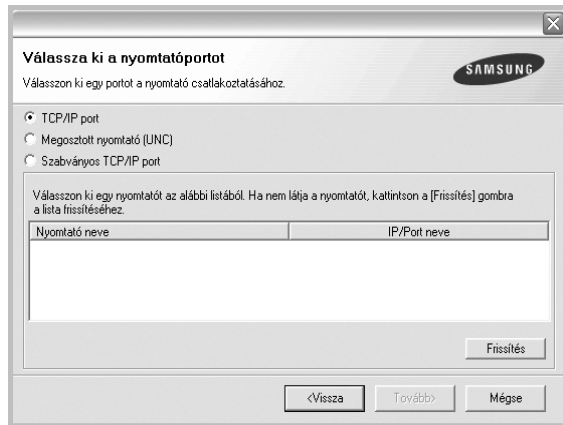 Válassza ki a nyomtatóportot
Válasszon ki egy portot a nyomtató csatlakoztatásához.
SAMSUNG
TCP/IP port
Megosztott nyomtató (UNC)
Szabványos TCP/IP port
Válasszon ki egy nyomtatót az alábbi listából. Ha nem látja a nyomtatót, kattintson a [Frissítés] gombra
a lista frissítéséhez.
Nyomtató neve IP/Port neve
Frissítés
<Vissza Tovább> Mégse